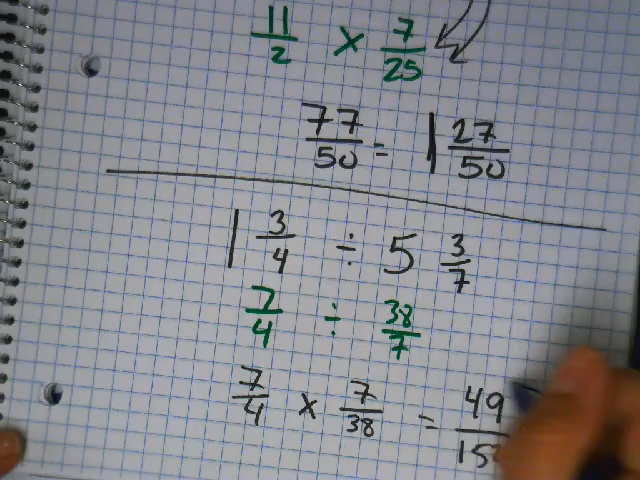 11/2 × 7/25
77/50 = 1 27/50
1 3/4 ÷ 5 3/7
7/4 ÷ 38/7
7/4 × 7/38 = 49/15